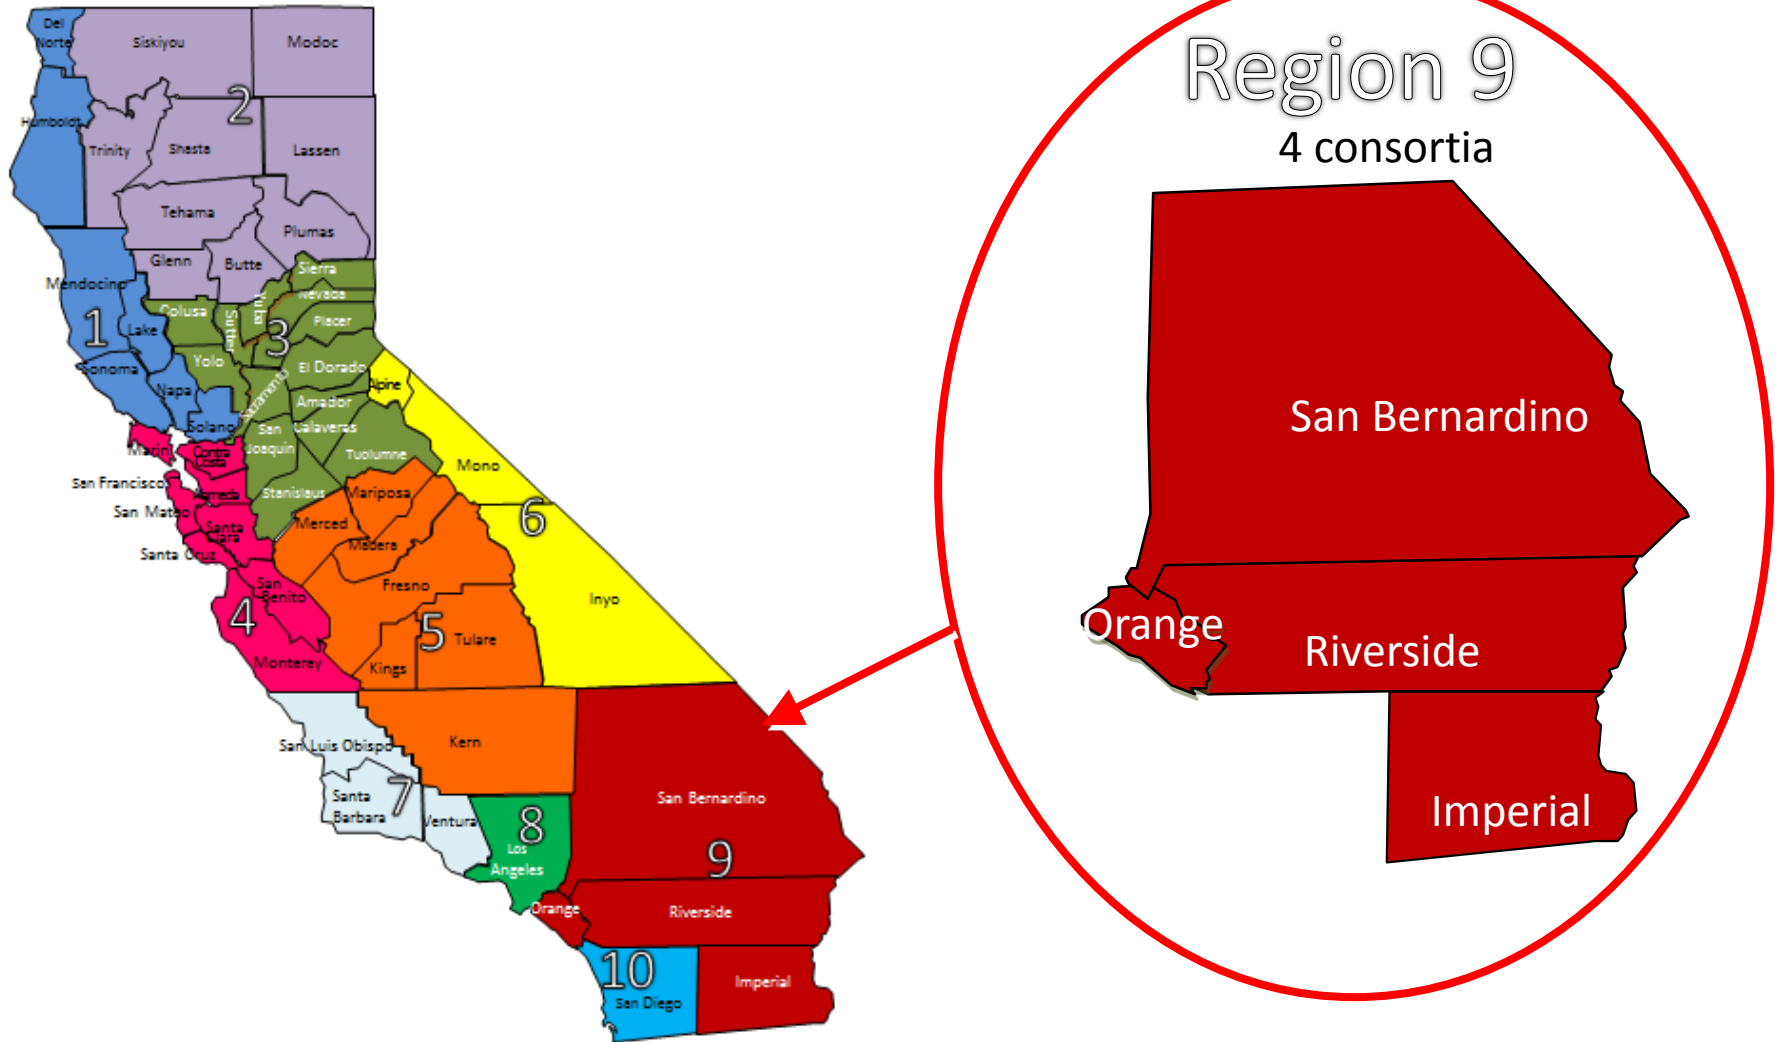 Del
Norte
Siskiyou
Modoc
2
Humboldt
Trinity
Shasta
Lassen
Tehama
Plumas
Glenn
Butte
Sierra
Mendocino
Nevada
Yuba
Colusa
Sutter
Placer
1
Lake
3
Yolo
El Dorado
Sonoma
Napa
Sacramento
Alpine
Amador
Solano
San
Joaquin
Calaveras
Marin
Contra
Costa
Tuolumne
Mono
San Francisco
Stanislaus
Mariposa
Alameda
San Mateo
6
Santa
Clara
Merced
Santa Cruz
Madera
Fresno
San
Benito
Inyo
4
5
Tulare
Monterey
Kings
San Luis Obispo
Kern
7
Santa
Barbara
Ventura
8
Los
Angeles
San Bernardino
9
Orange
Riverside
10
San Diego
Imperial
Region 9
4 consortia
San Bernardino
Orange
Riverside
Imperial